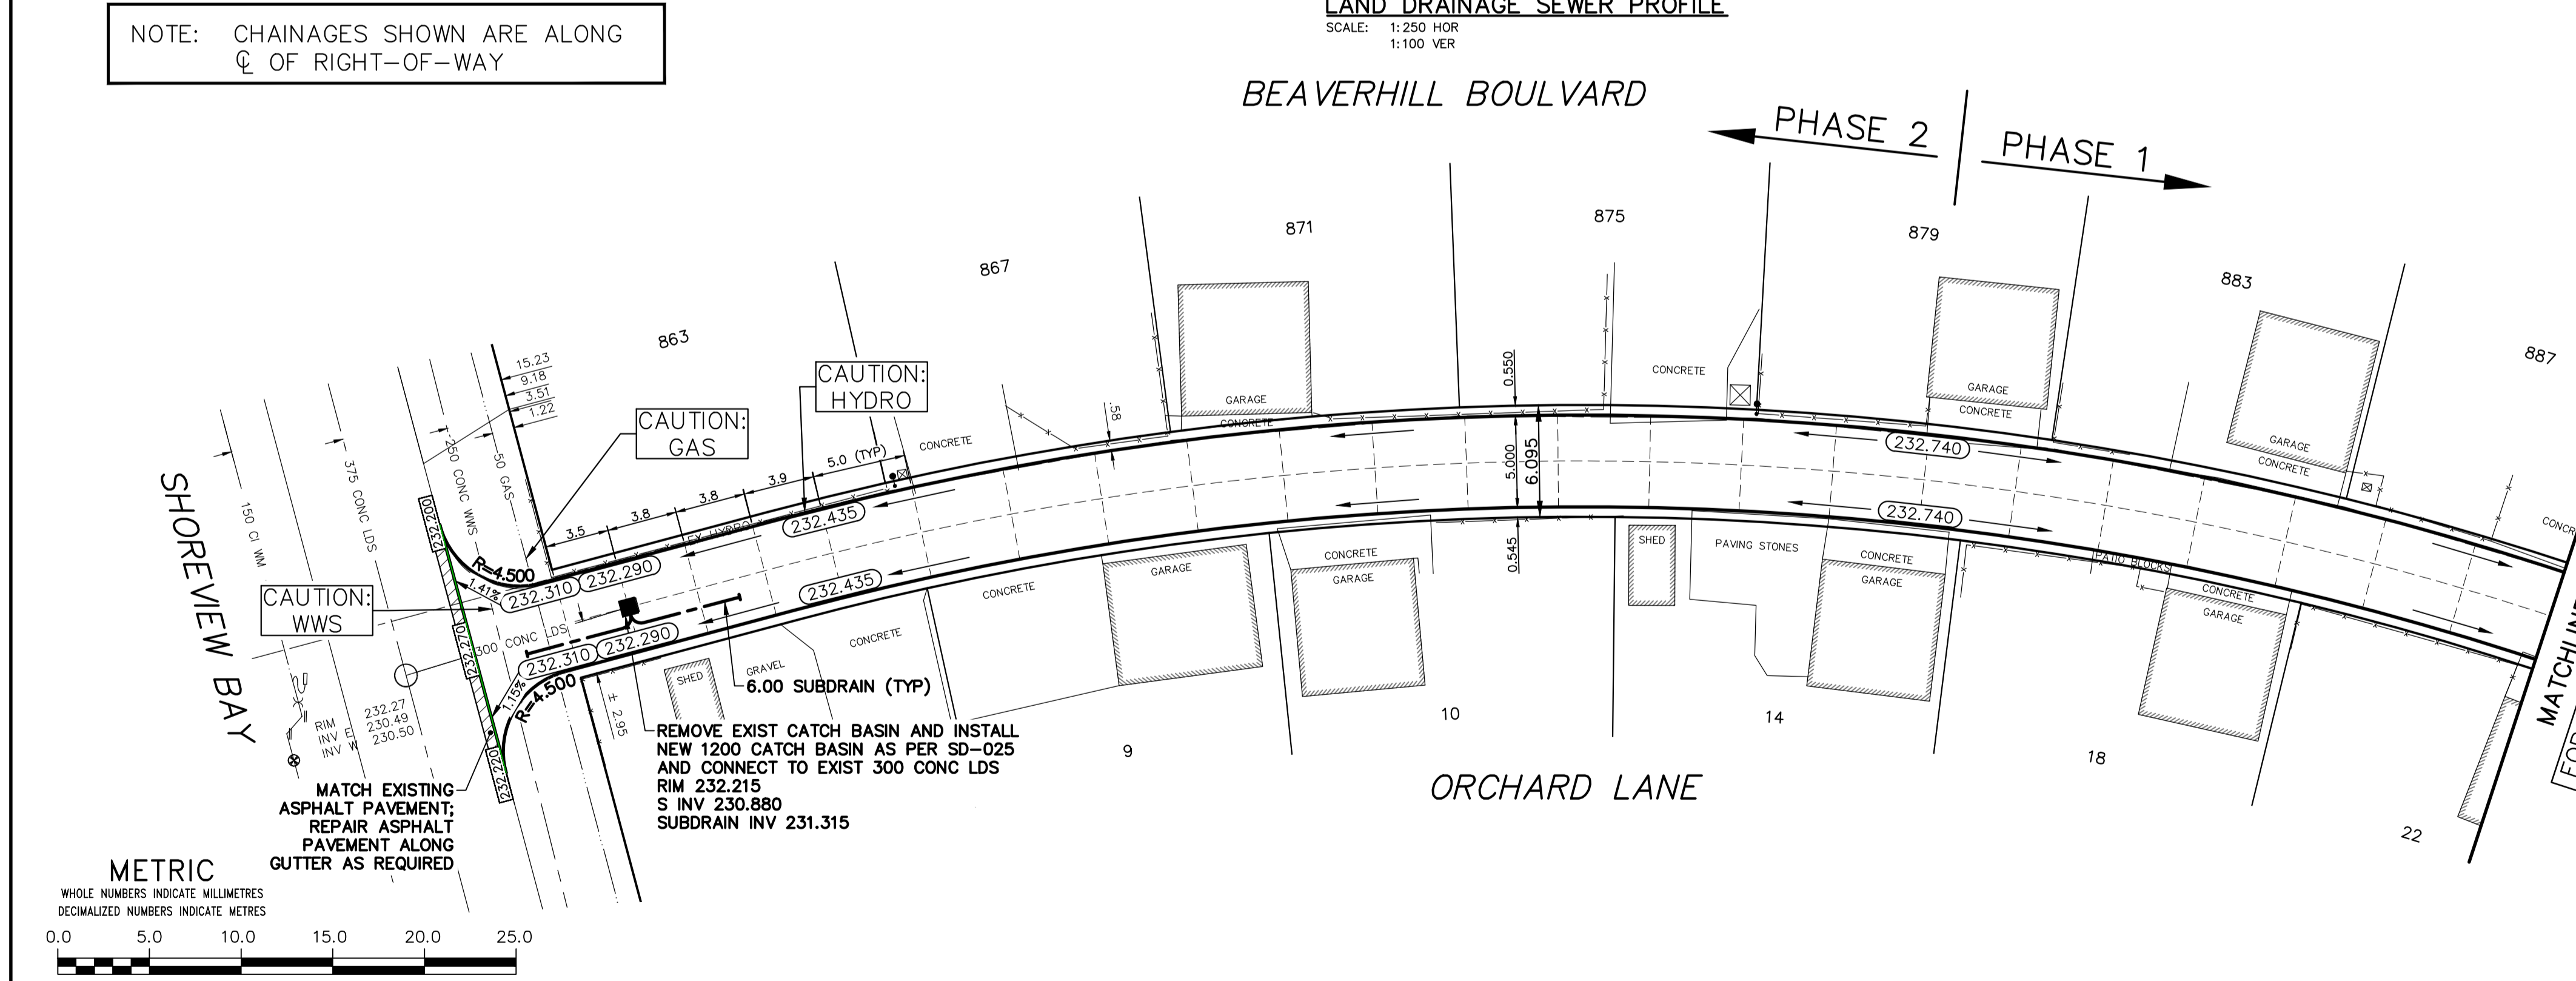 LAND DRAINAGE SEWER PROFILE
SCALE: 1:250 HOR
1:100 VER
NOTE: CHAINAGES SHOWN ARE ALONG
℄ OF RIGHT-OF-WAY
BEAVERHILL BOULVARD
PHASE 2
PHASE 1
863
867
871
875
879
883
887
15.23
9.18
3.51
1.22
CAUTION:
GAS
CAUTION:
HYDRO
3.5
3.8
3.8
3.9
5.0 (TYP)
EX HYDRO
CONCRETE
.58
GARAGE
CONCRETE
0.550
5.000
6.095
0.545
CONCRETE
GARAGE
CONCRETE
GARAGE
CONCRETE
232.740
232.740
232.435
232.435
SHOREVIEW BAY
150 CI WM
375 CONC LDS
250 CONC WWS
50 GAS
232.200
232.270
232.220
R=4.500
1.41%
232.310
232.290
CAUTION:
WWS
300 CONC LDS
232.310
232.290
1.15%
R=4.500
± 2.95
RIM 232.27
INV E 230.49
INV W 230.50
SHED
GRAVEL
CONCRETE
CONCRETE
GARAGE
CONCRETE
GARAGE
SHED
PAVING STONES
CONCRETE
GARAGE
PATIO BLOCKS
CONCRETE
GARAGE
6.00 SUBDRAIN (TYP)
REMOVE EXIST CATCH BASIN AND INSTALL
NEW 1200 CATCH BASIN AS PER SD-025
AND CONNECT TO EXIST 300 CONC LDS
RIM 232.215
S INV 230.880
SUBDRAIN INV 231.315
MATCH EXISTING
ASPHALT PAVEMENT;
REPAIR ASPHALT
PAVEMENT ALONG
GUTTER AS REQUIRED
9
10
14
18
22
ORCHARD LANE
METRIC
WHOLE NUMBERS INDICATE MILLIMETRES
DECIMALIZED NUMBERS INDICATE METRES
0.0 5.0 10.0 15.0 20.0 25.0